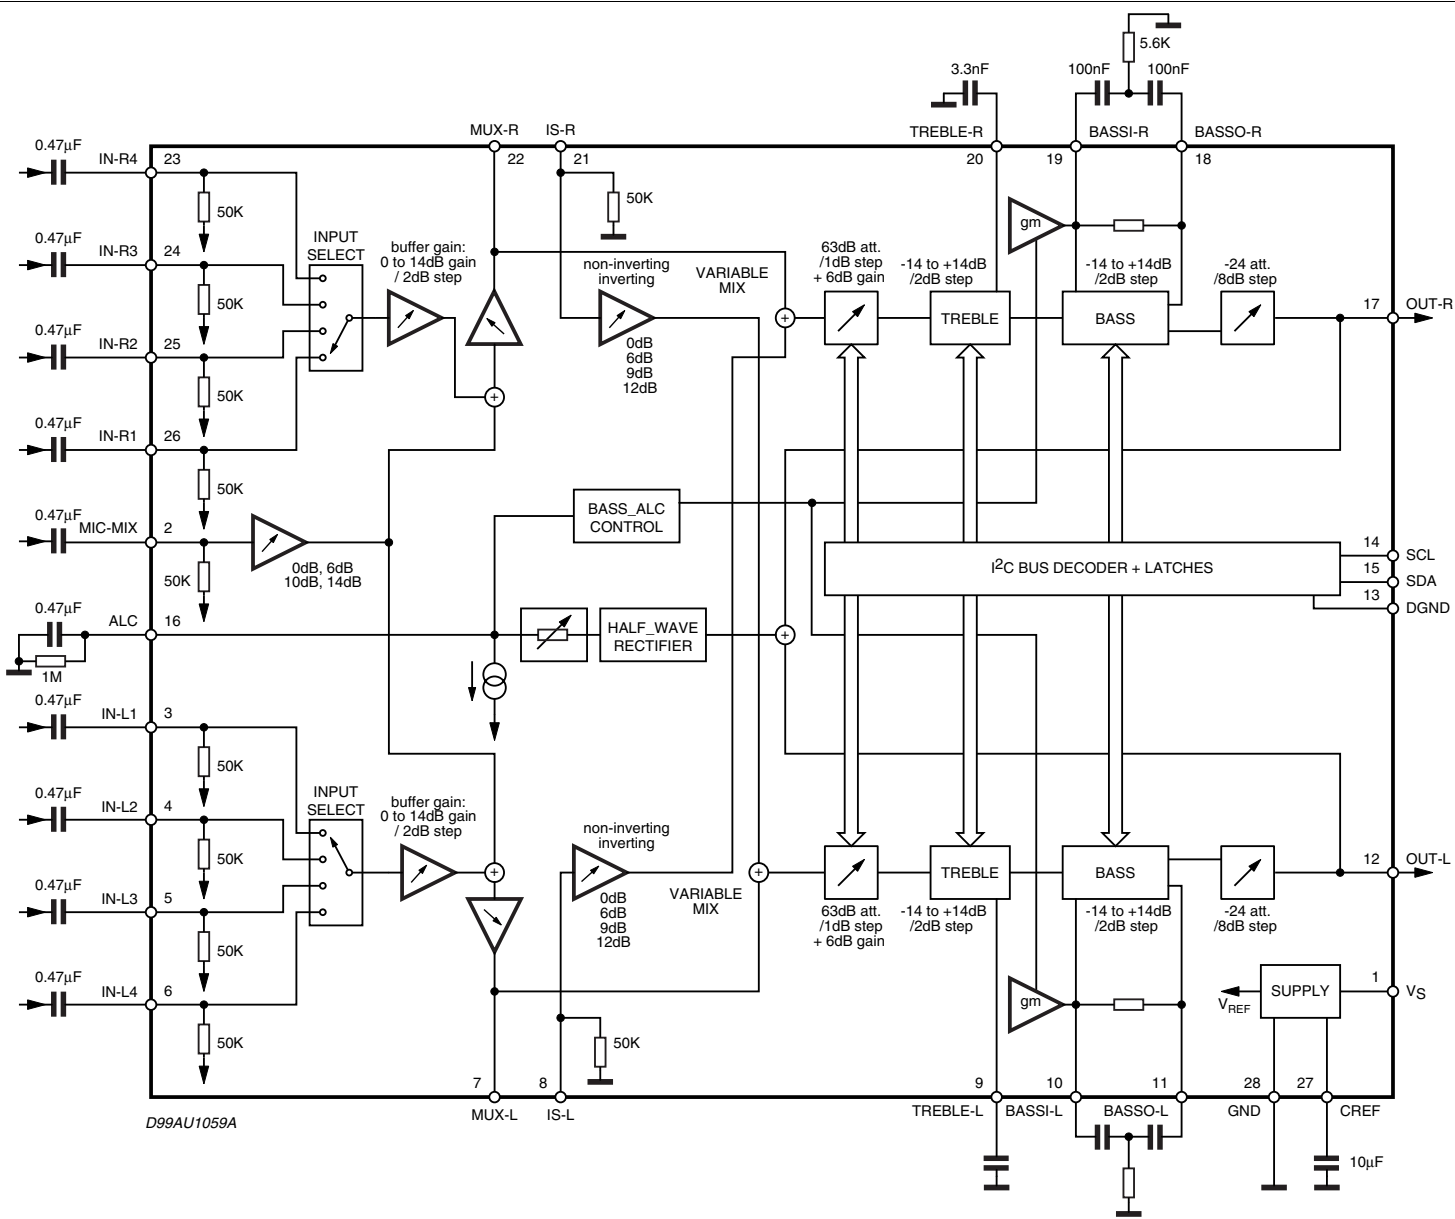 5.6K
3.3nF
100nF
100nF
MUX-R
IS-R
TREBLE-R
BASSI-R
BASSO-R
22
21
20
19
18
0.47µF
IN-R4
23
50K
50K
0.47µF
IN-R3
24
50K
INPUT
SELECT
buffer gain:
0 to 14dB gain
/ 2dB step
non-inverting
inverting
VARIABLE
MIX
63dB att.
/1dB step
+ 6dB gain
-14 to +14dB
/2dB step
gm
-14 to +14dB
/2dB step
-24 att.
/8dB step
+
TREBLE
BASS
17
OUT-R
0.47µF
IN-R2
25
50K
0dB
6dB
9dB
12dB
+
0.47µF
IN-R1
26
50K
0.47µF
MIC-MIX
2
50K
0dB, 6dB
10dB, 14dB
BASS_ALC
CONTROL
I2C BUS DECODER + LATCHES
14
SCL
15
SDA
13
DGND
0.47µF
ALC
16
1M
HALF_WAVE
RECTIFIER
+
0.47µF
IN-L1
3
50K
0.47µF
IN-L2
4
50K
INPUT
SELECT
buffer gain:
0 to 14dB gain
/ 2dB step
non-inverting
inverting
+
0dB
6dB
9dB
12dB
VARIABLE
MIX
+
63dB att.
/1dB step
+ 6dB gain
TREBLE
-14 to +14dB
/2dB step
BASS
-14 to +14dB
/2dB step
-24 att.
/8dB step
12
OUT-L
0.47µF
IN-L3
5
50K
0.47µF
IN-L4
6
50K
50K
gm
VREF
SUPPLY
1
VS
7
8
9
10
11
28
27
MUX-L
IS-L
TREBLE-L
BASSI-L
BASSO-L
GND
CREF
D99AU1059A
10µF